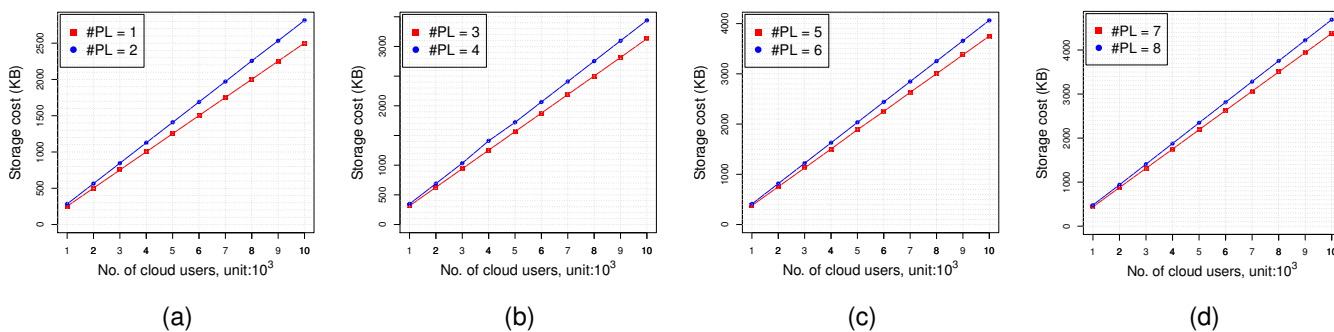 #PL = 1
#PL = 2
Storage cost (KB)
2500
2000
1500
1000
500
0
1 2 3 4 5 6 7 8 9 10
No. of cloud users, unit:10³
(a)
#PL = 3
#PL = 4
Storage cost (KB)
3000
2000
1000
500
0
1 2 3 4 5 6 7 8 9 10
No. of cloud users, unit:10³
(b)
#PL = 5
#PL = 6
Storage cost (KB)
4000
3000
2000
1000
0
1 2 3 4 5 6 7 8 9 10
No. of cloud users, unit:10³
(c)
#PL = 7
#PL = 8
Storage cost (KB)
4000
3000
2000
1000
0
1 2 3 4 5 6 7 8 9 10
No. of cloud users, unit:10³
(d)